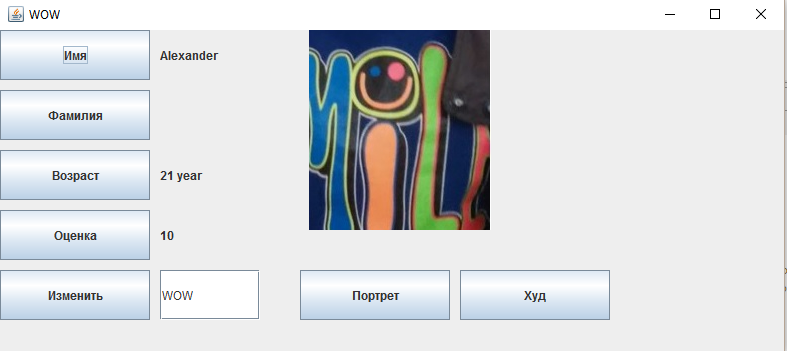 WOW
Имя Alexander
Фамилия
Возраст 21 year
Оценка 10
Изменить WOW Портрет Худ